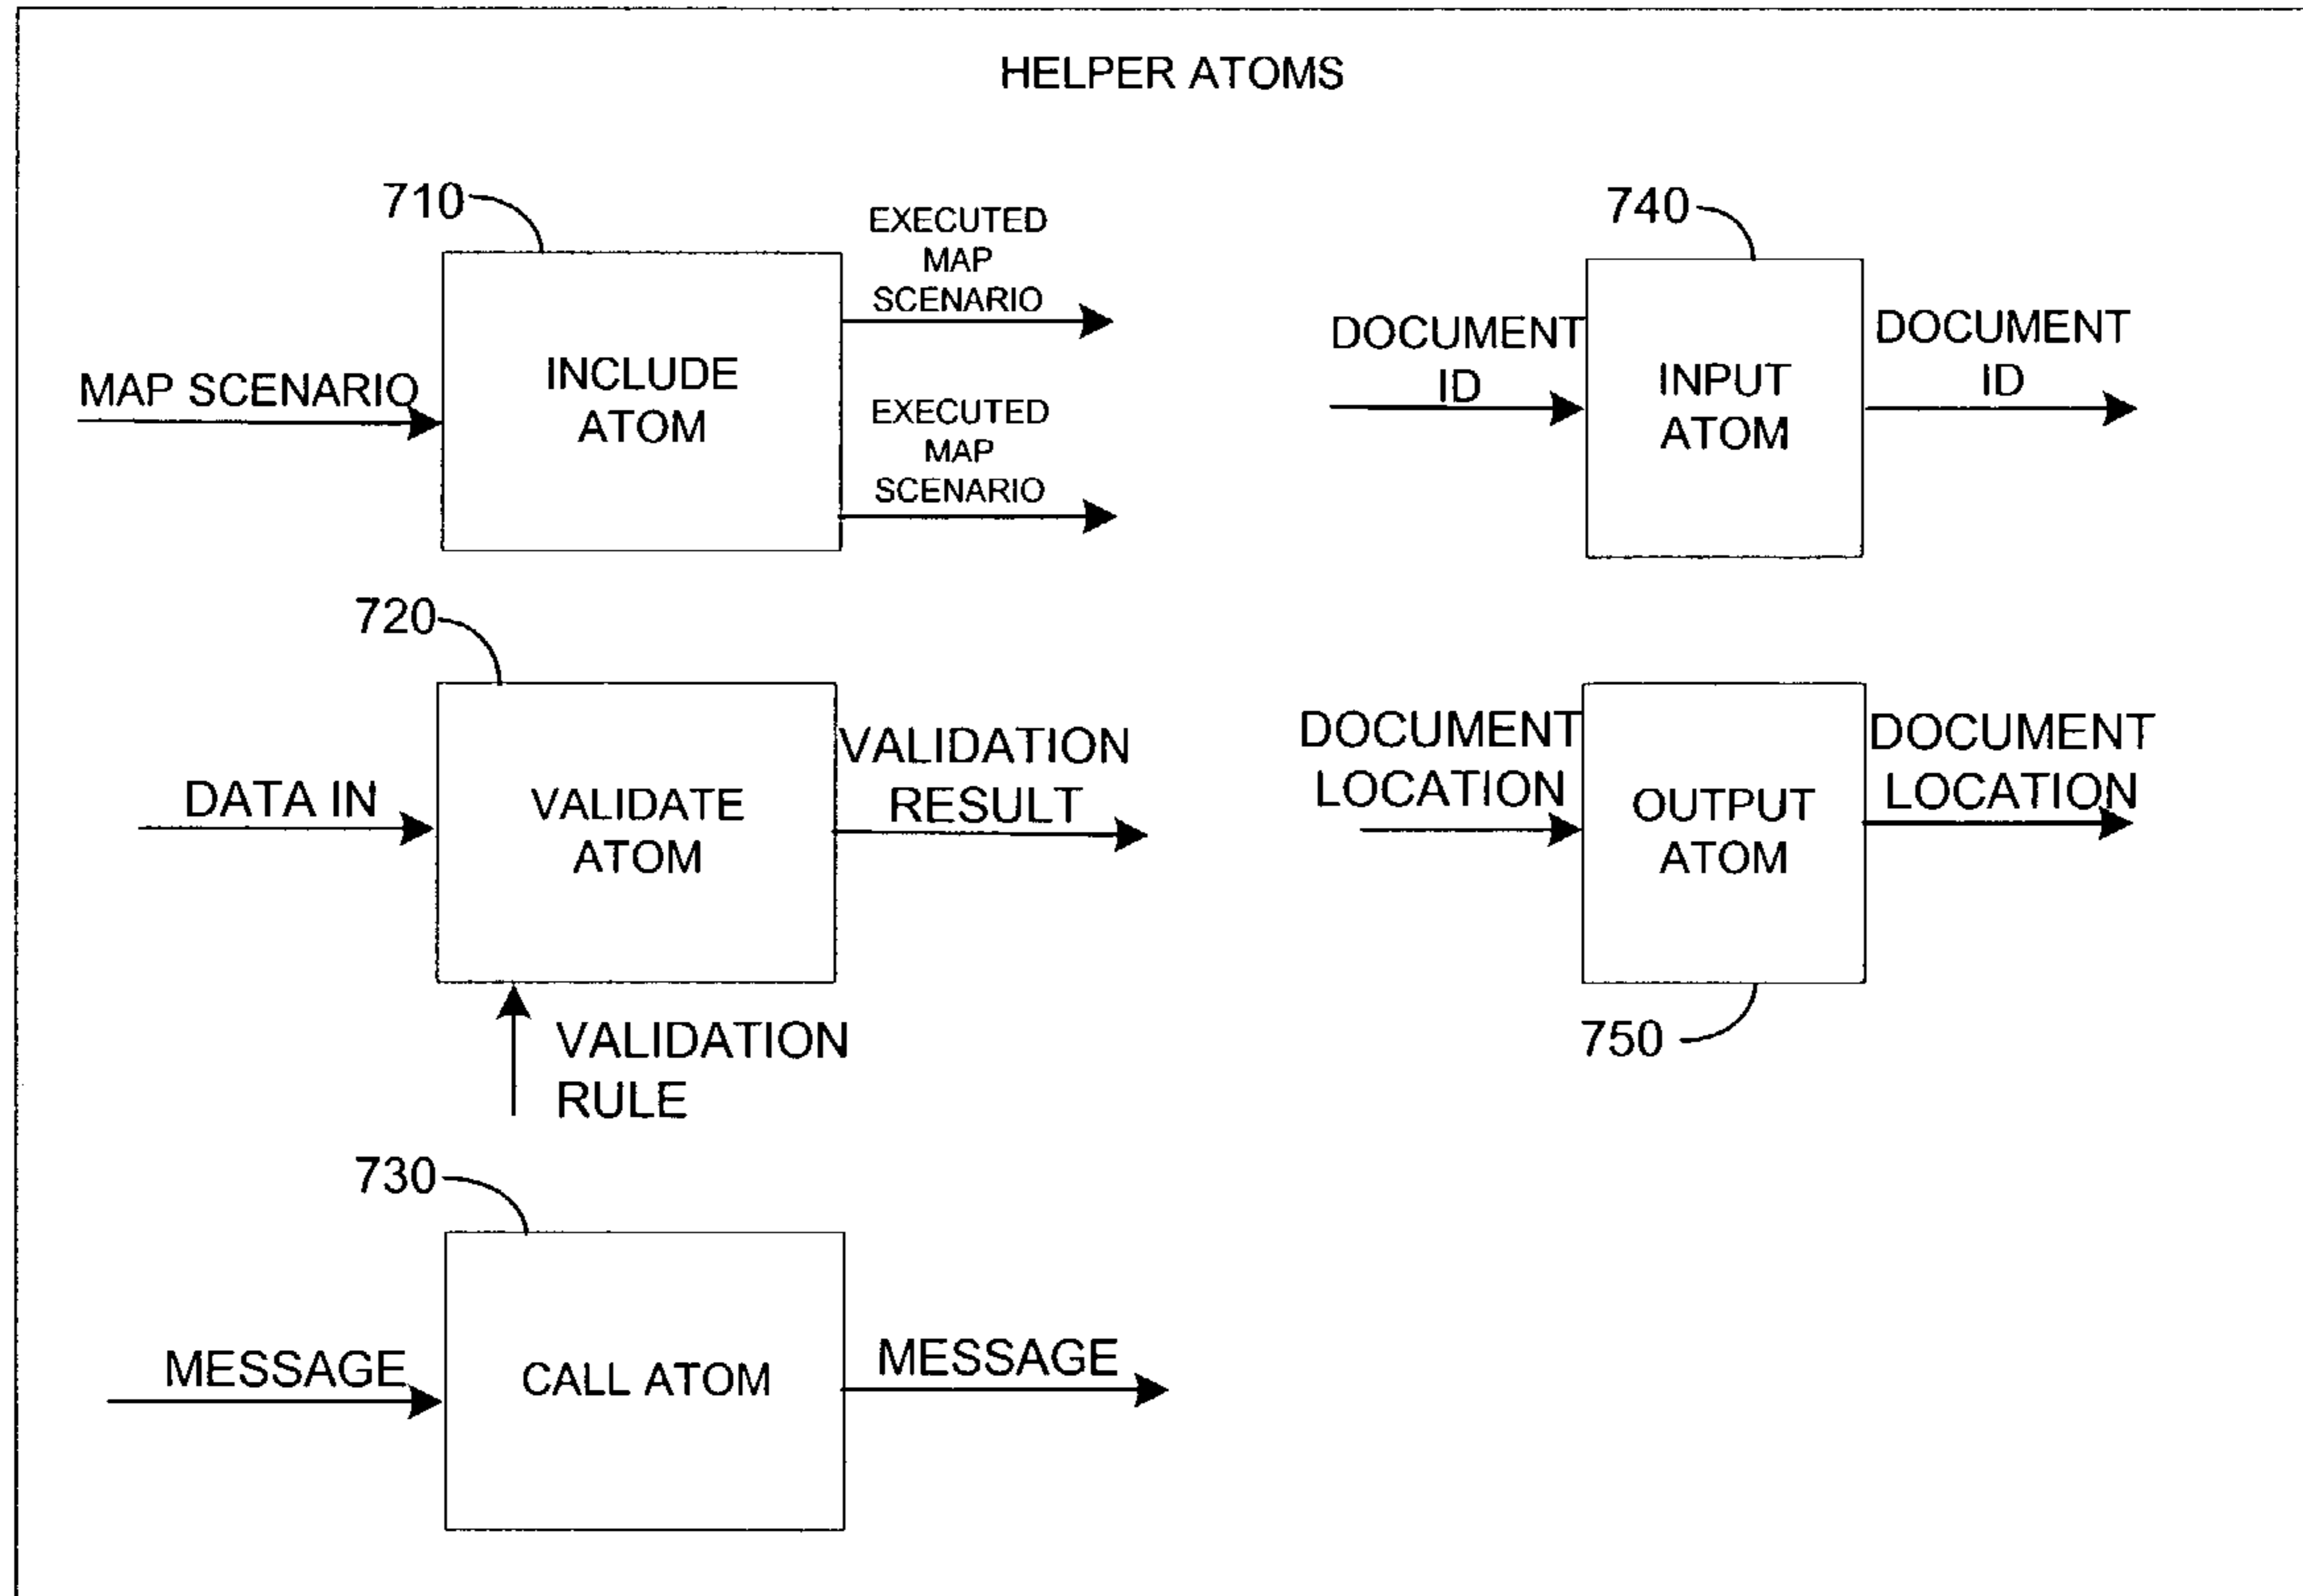 HELPER ATOMS
710
EXECUTED
MAP
SCENARIO
MAP SCENARIO
INCLUDE
ATOM
EXECUTED
MAP
SCENARIO
740
DOCUMENT
ID
INPUT
ATOM
DOCUMENT
ID
720
DATA IN
VALIDATE
ATOM
VALIDATION
RESULT
VALIDATION
RULE
DOCUMENT
LOCATION
OUTPUT
ATOM
DOCUMENT
LOCATION
750
730
MESSAGE
CALL ATOM
MESSAGE